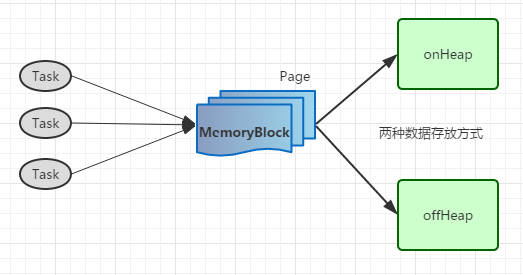 Page
onHeap
Task
Task
MemoryBlock
两种数据存放方式
Task
offHeap